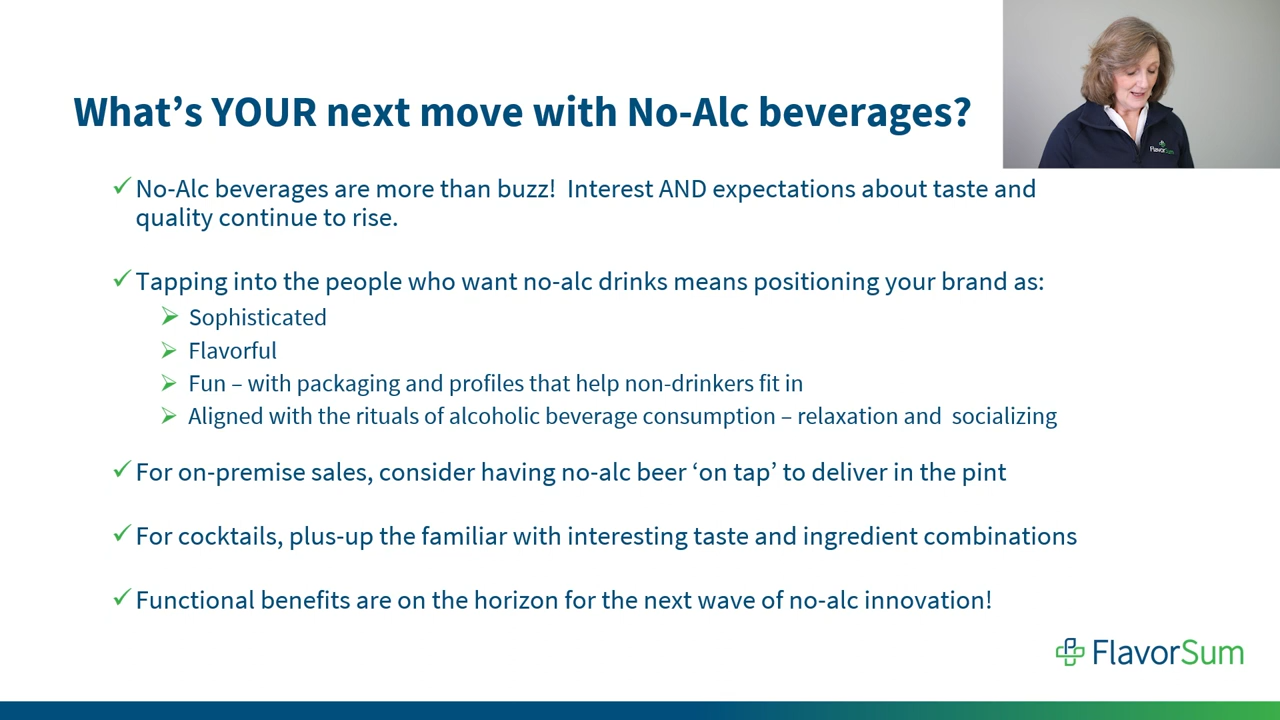 What's YOUR next move with No-Alc beverages?
FlavorSum
✓ No-Alc beverages are more than buzz!  Interest AND expectations about taste and
quality continue to rise.
✓ Tapping into the people who want no-alc drinks means positioning your brand as:
➢ Sophisticated
➢ Flavorful
➢ Fun – with packaging and profiles that help non-drinkers fit in
➢ Aligned with the rituals of alcoholic beverage consumption – relaxation and  socializing
✓ For on-premise sales, consider having no-alc beer ‘on tap’ to deliver in the pint
✓ For cocktails, plus-up the familiar with interesting taste and ingredient combinations
✓ Functional benefits are on the horizon for the next wave of no-alc innovation!
FlavorSum